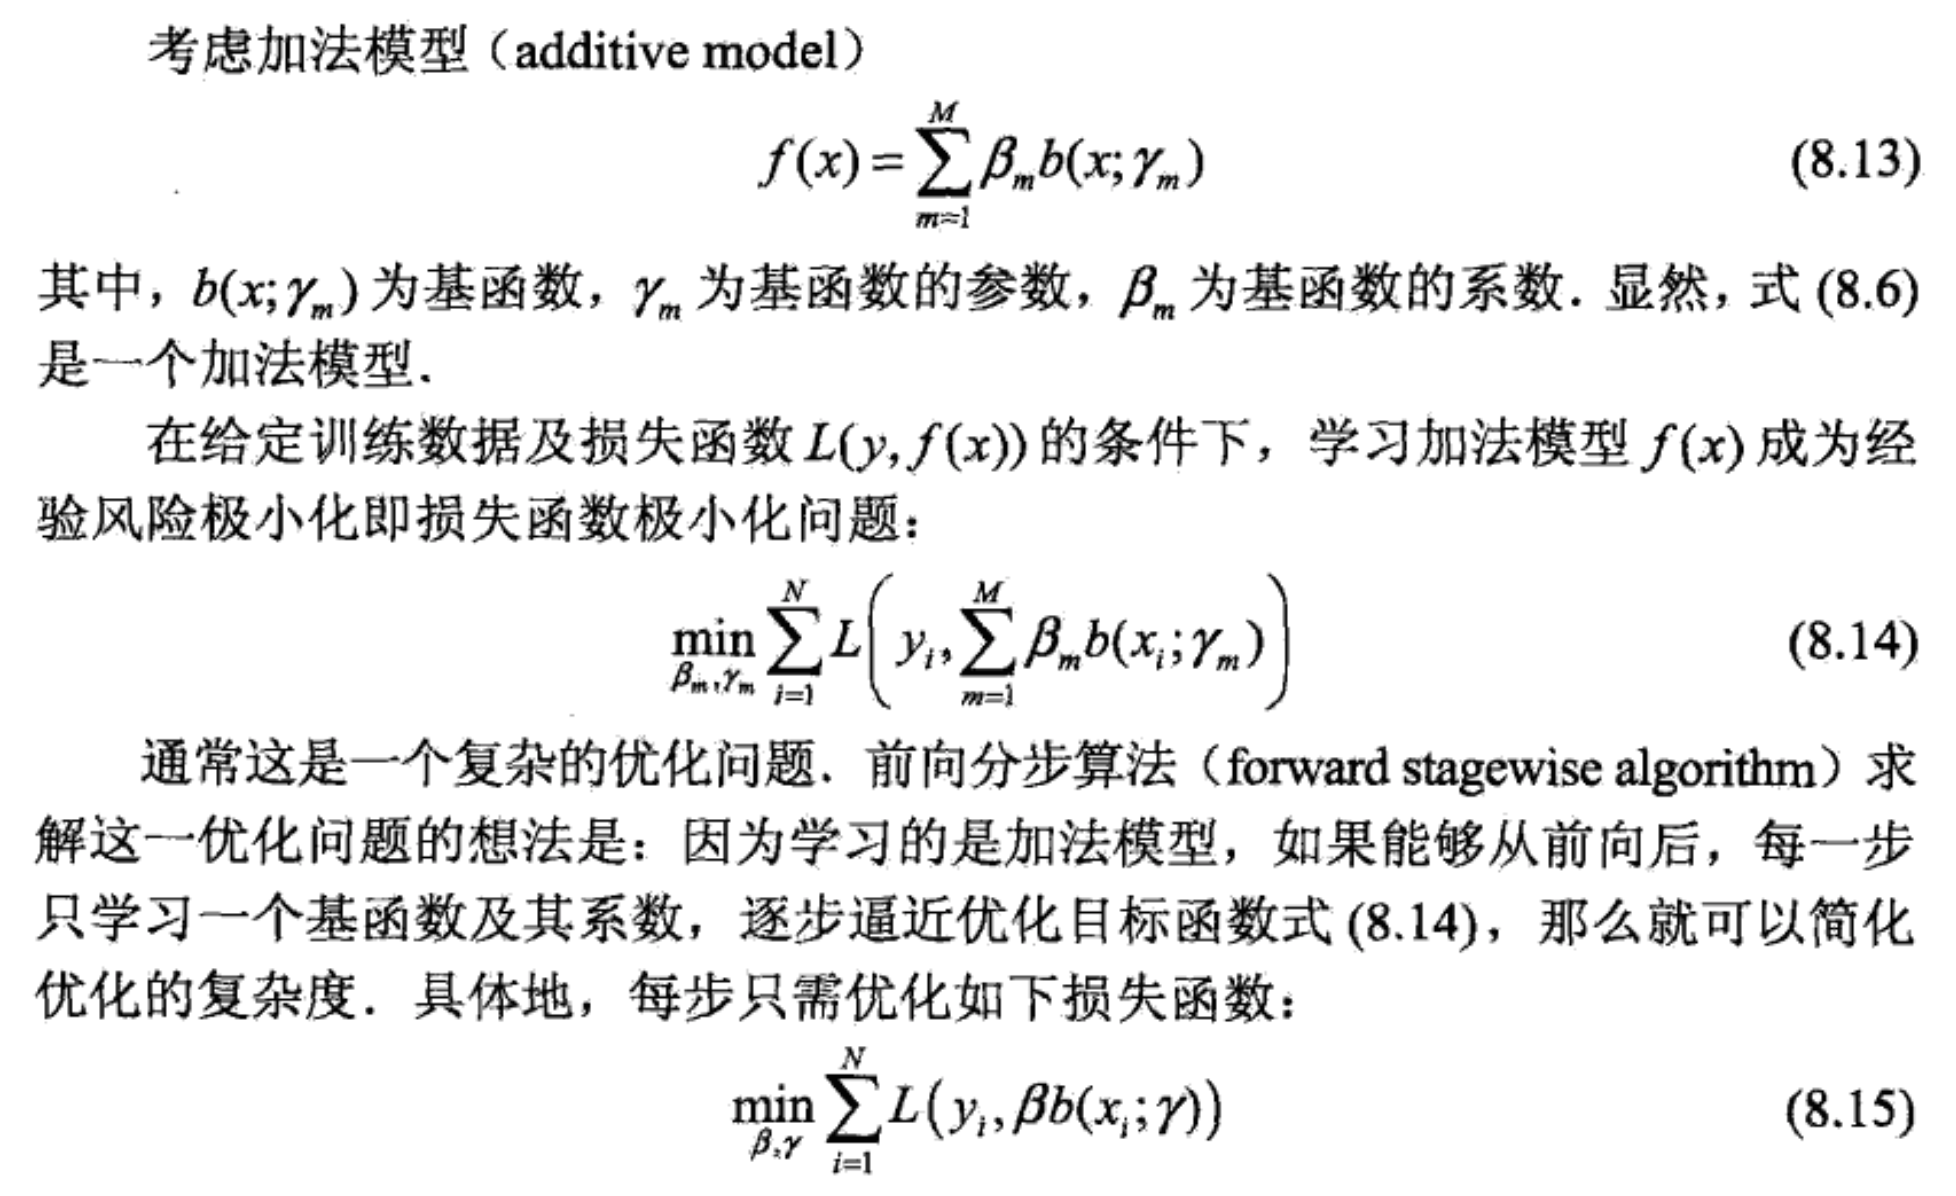 考虑加法模型（additive model）
f(x) = \sum_{m=1}^{M} \beta_m b(x;\gamma_m) (8.13)
其中，b(x;γ_m) 为基函数，γ_m 为基函数的参数，β_m 为基函数的系数．显然，式 (8.6)
是一个加法模型．
在给定训练数据及损失函数 L(y, f(x)) 的条件下，学习加法模型 f(x) 成为经
验风险极小化即损失函数极小化问题：
\min_{\beta_m,\gamma_m} \sum_{i=1}^{N} L\left( y_i, \sum_{m=1}^{M} \beta_m b(x_i;\gamma_m) \right) (8.14)
通常这是一个复杂的优化问题．前向分步算法（forward stagewise algorithm）求
解这一优化问题的想法是：因为学习的是加法模型，如果能够从前向后，每一步
只学习一个基函数及其系数，逐步逼近优化目标函数式 (8.14)，那么就可以简化
优化的复杂度．具体地，每步只需优化如下损失函数：
\min_{\beta,\gamma} \sum_{i=1}^{N} L(y_i, \beta b(x_i;\gamma)) (8.15)